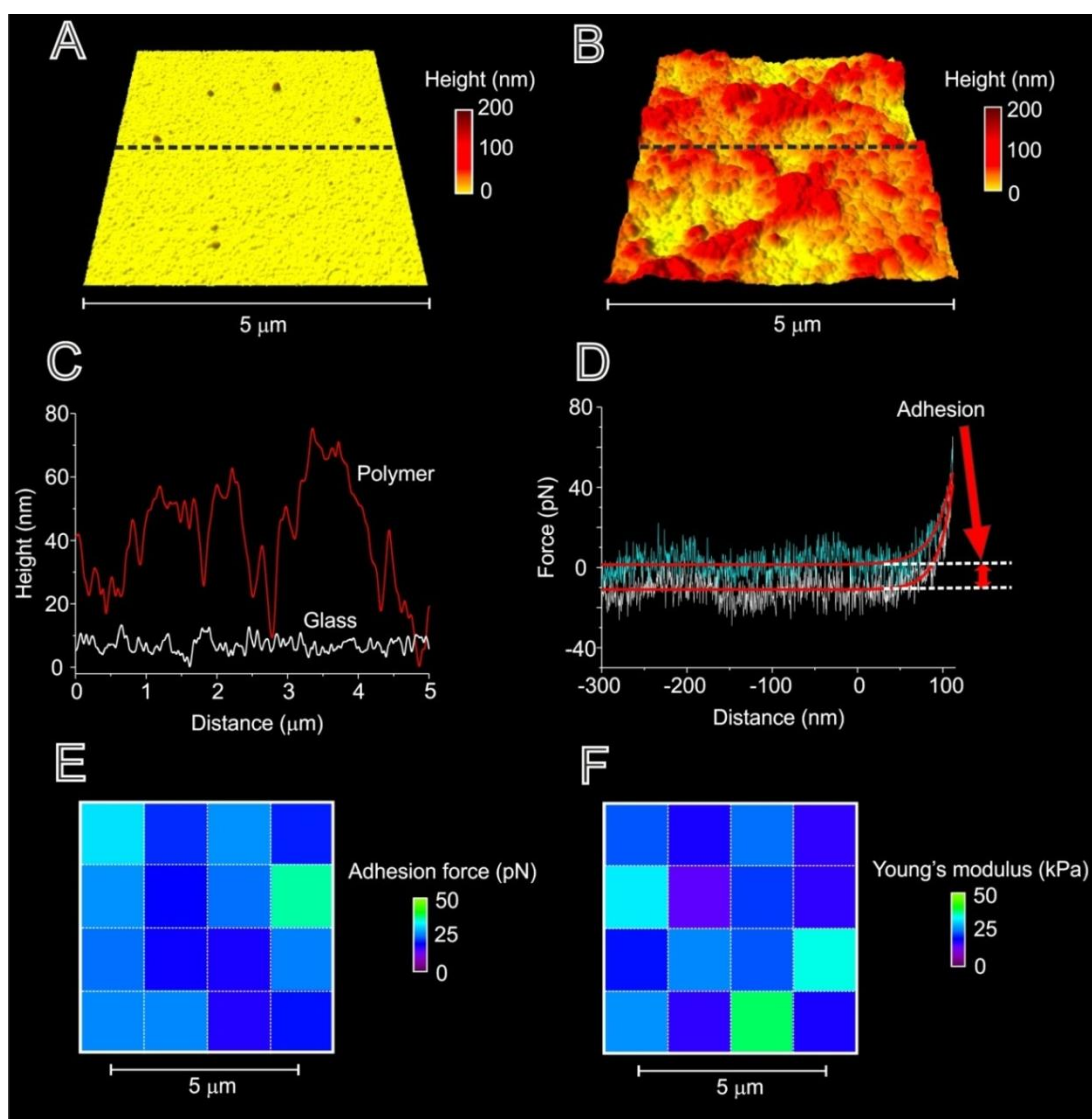 A
Height (nm)
200
100
0
5 μm
B
Height (nm)
200
100
0
5 μm
C
80
60
40
20
0
Height (nm)
Polymer
Glass
0 1 2 3 4 5
Distance (μm)
D
80
40
0
-40
Force (pN)
Adhesion
-300 -200 -100 0 100
Distance (nm)
E
Adhesion force (pN)
50
25
0
5 μm
F
Young's modulus (kPa)
50
25
0
5 μm